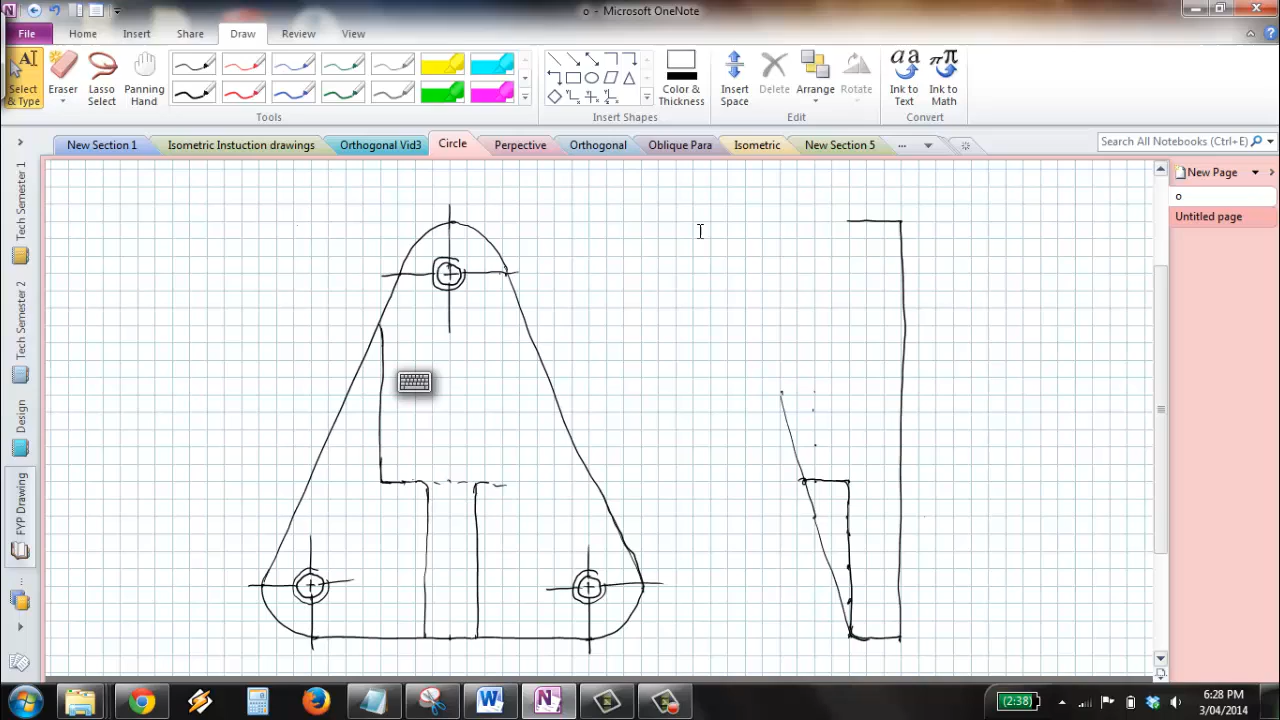 o - Microsoft OneNote
File Home Insert Share Draw Review View
Select & Type
Eraser
Lasso Select
Panning Hand
Color & Thickness
Insert Space
Delete
Arrange
Rotate
Ink to Text
Ink to Math
Tools Insert Shapes Edit Convert
New Section 1 Isometric Instuction drawings Orthogonal Vid3 Circle Perpective Orthogonal Oblique Para Isometric New Section 5 ... Search All Notebooks (Ctrl+E)
New Page
o
Untitled page
Tech Semester 1
Tech Semester 2
Design
FYP Drawing
(2:38)
6:28 PM
3/04/2014